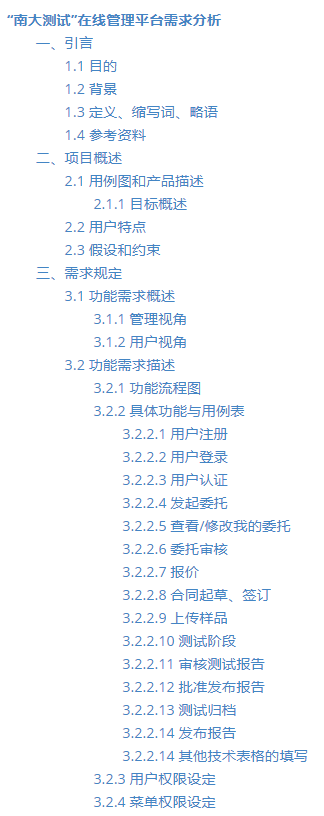 “南大测试”在线管理平台需求分析
一、引言
1.1 目的
1.2 背景
1.3 定义、缩写词、略语
1.4 参考资料
二、项目概述
2.1 用例图和产品描述
2.1.1 目标概述
2.2 用户特点
2.3 假设和约束
三、需求规定
3.1 功能需求概述
3.1.1 管理视角
3.1.2 用户视角
3.2 功能需求描述
3.2.1 功能流程图
3.2.2 具体功能与用例表
3.2.2.1 用户注册
3.2.2.2 用户登录
3.2.2.3 用户认证
3.2.2.4 发起委托
3.2.2.5 查看/修改我的委托
3.2.2.6 委托审核
3.2.2.7 报价
3.2.2.8 合同起草、签订
3.2.2.9 上传样品
3.2.2.10 测试阶段
3.2.2.11 审核测试报告
3.2.2.12 批准发布报告
3.2.2.13 测试归档
3.2.2.14 发布报告
3.2.2.14 其他技术表格的填写
3.2.3 用户权限设定
3.2.4 菜单权限设定